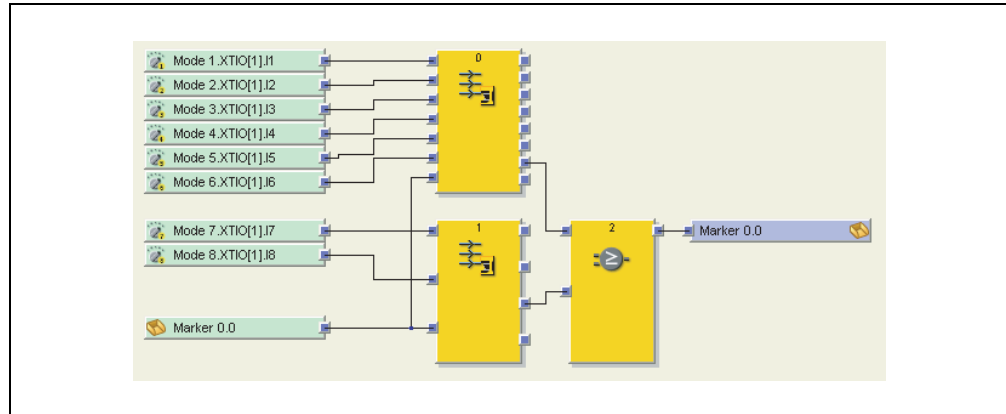 0
Mode 1.XTIO[1].I1
Mode 2.XTIO[1].I2
Mode 3.XTIO[1].I3
Mode 4.XTIO[1].I4
Mode 5.XTIO[1].I5
Mode 6.XTIO[1].I6
Mode 7.XTIO[1].I7
1
2
Marker 0.0
Mode 8.XTIO[1].I8
Marker 0.0